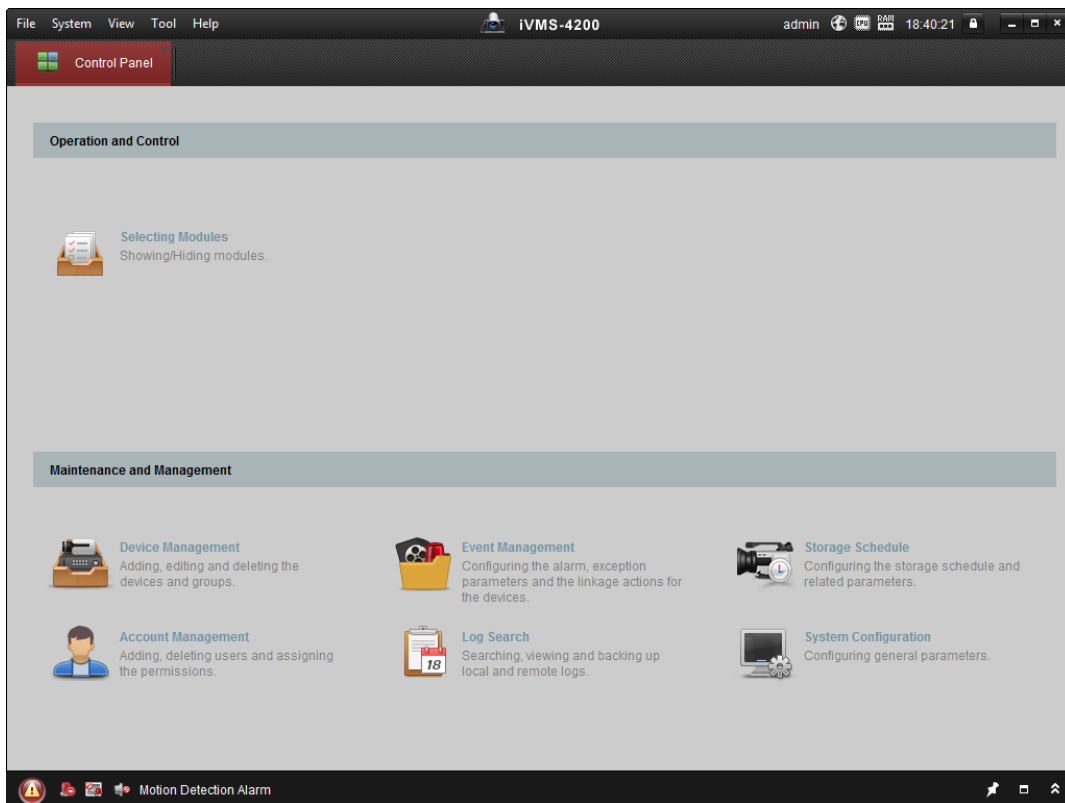 File System View Tool Help iVMS-4200 admin CPU RAM 18:40:21
Control Panel
Operation and Control
Selecting Modules
Showing/Hiding modules.
Maintenance and Management
Device Management
Adding, editing and deleting the
devices and groups.
Event Management
Configuring the alarm, exception
parameters and the linkage actions for
the devices.
Storage Schedule
Configuring the storage schedule and
related parameters.
Account Management
Adding, deleting users and assigning
the permissions.
18
Log Search
Searching, viewing and backing up
local and remote logs.
System Configuration
Configuring general parameters.
Motion Detection Alarm